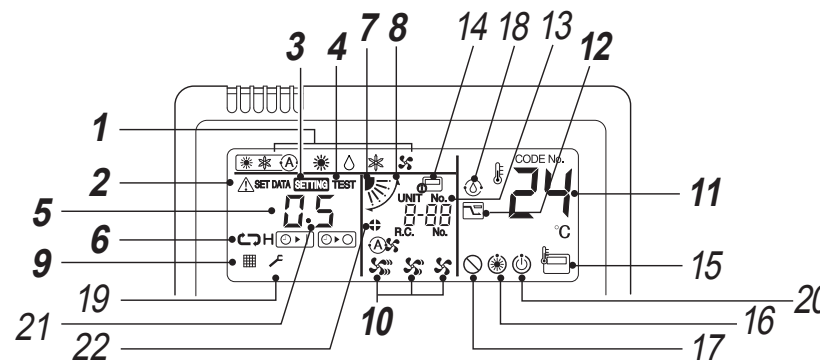 3 4 7 8 14 18 13 12
1
2
5
6
9
19
21
22
10
11
15
20
16
17
CODE No.
SET DATA SETTING TEST
24
UNIT No.
0.5
8-88
R.C. No.
°C
H
A
A